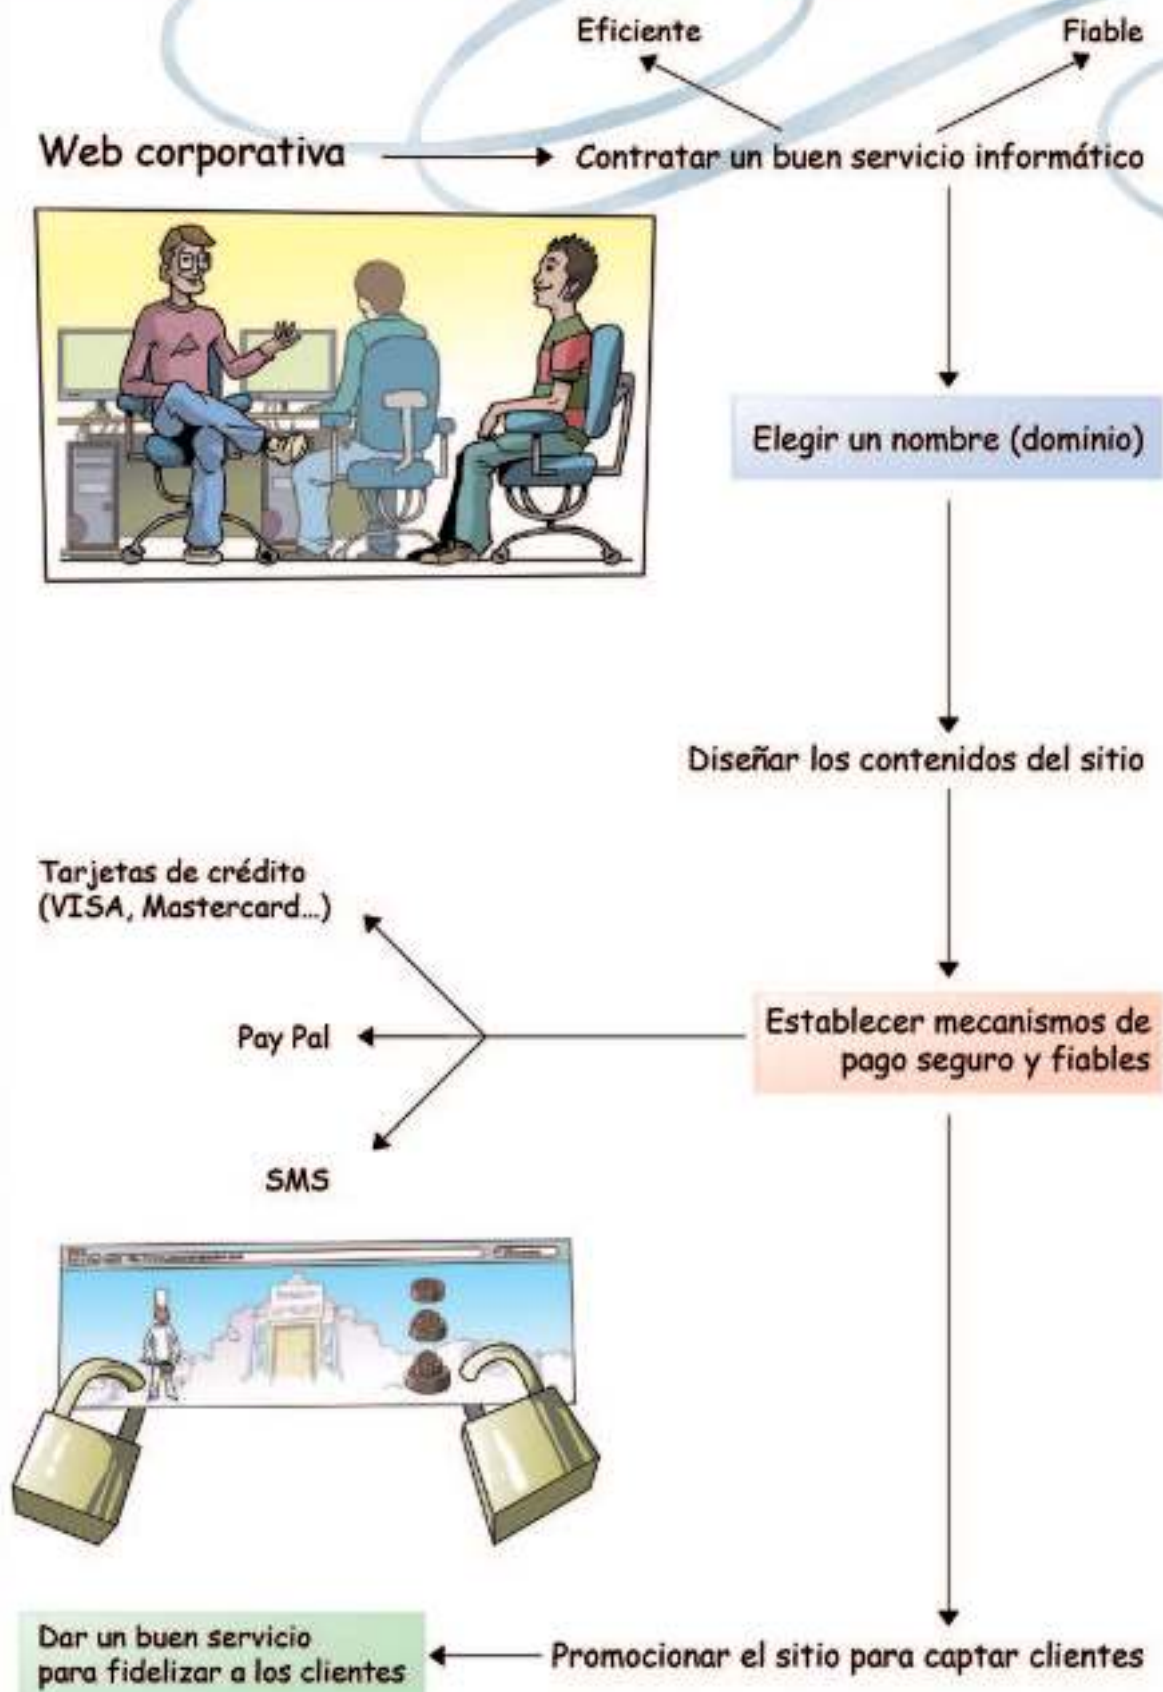 Eficiente
Fiable
Web corporativa
Contratar un buen servicio informático
Elegir un nombre (dominio)
Diseñar los contenidos del sitio
Tarjetas de crédito
(VISA, Mastercard...)
Pay Pal
Establecer mecanismos de
pago seguro y fiables
SMS
Promocionar el sitio para captar clientes
Dar un buen servicio
para fidelizar a los clientes